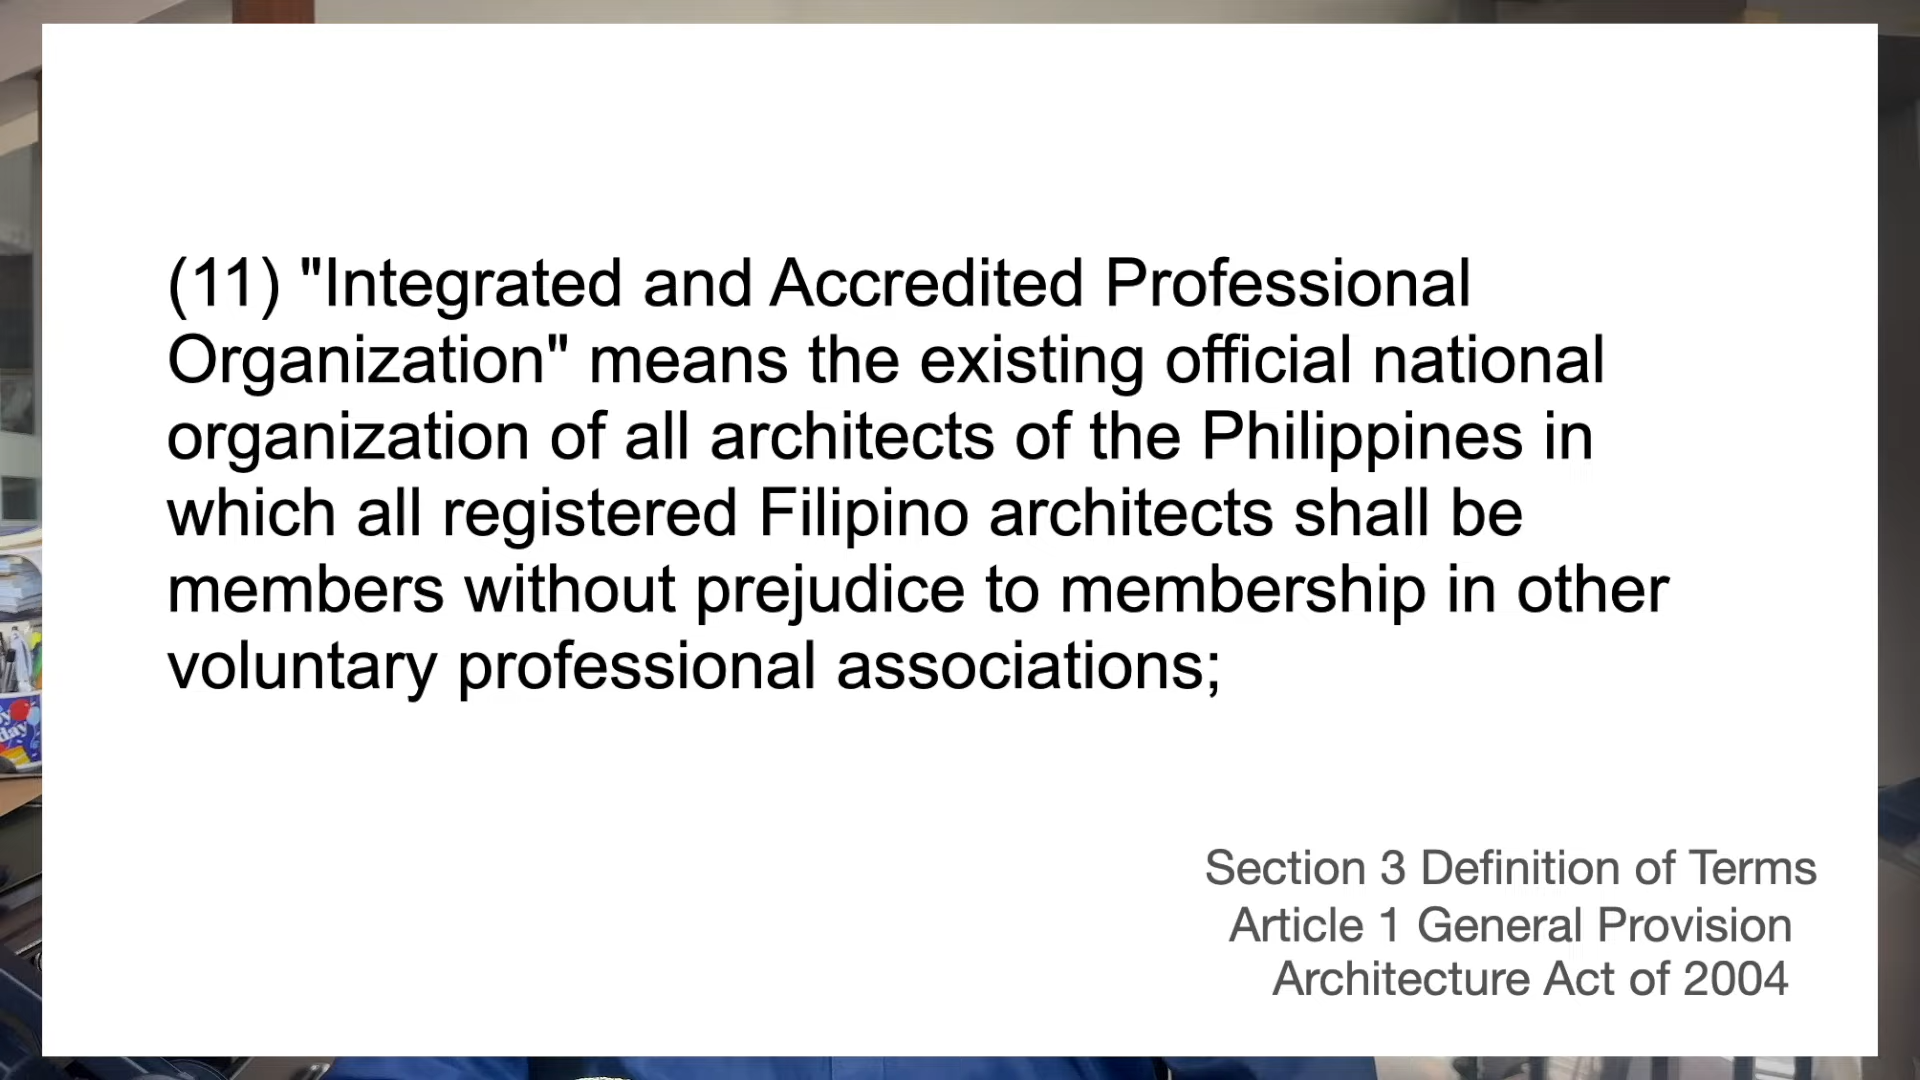 (11) "Integrated and Accredited Professional
Organization" means the existing official national
organization of all architects of the Philippines in
which all registered Filipino architects shall be
members without prejudice to membership in other
voluntary professional associations;
Section 3 Definition of Terms
Article 1 General Provision
Architecture Act of 2004
day